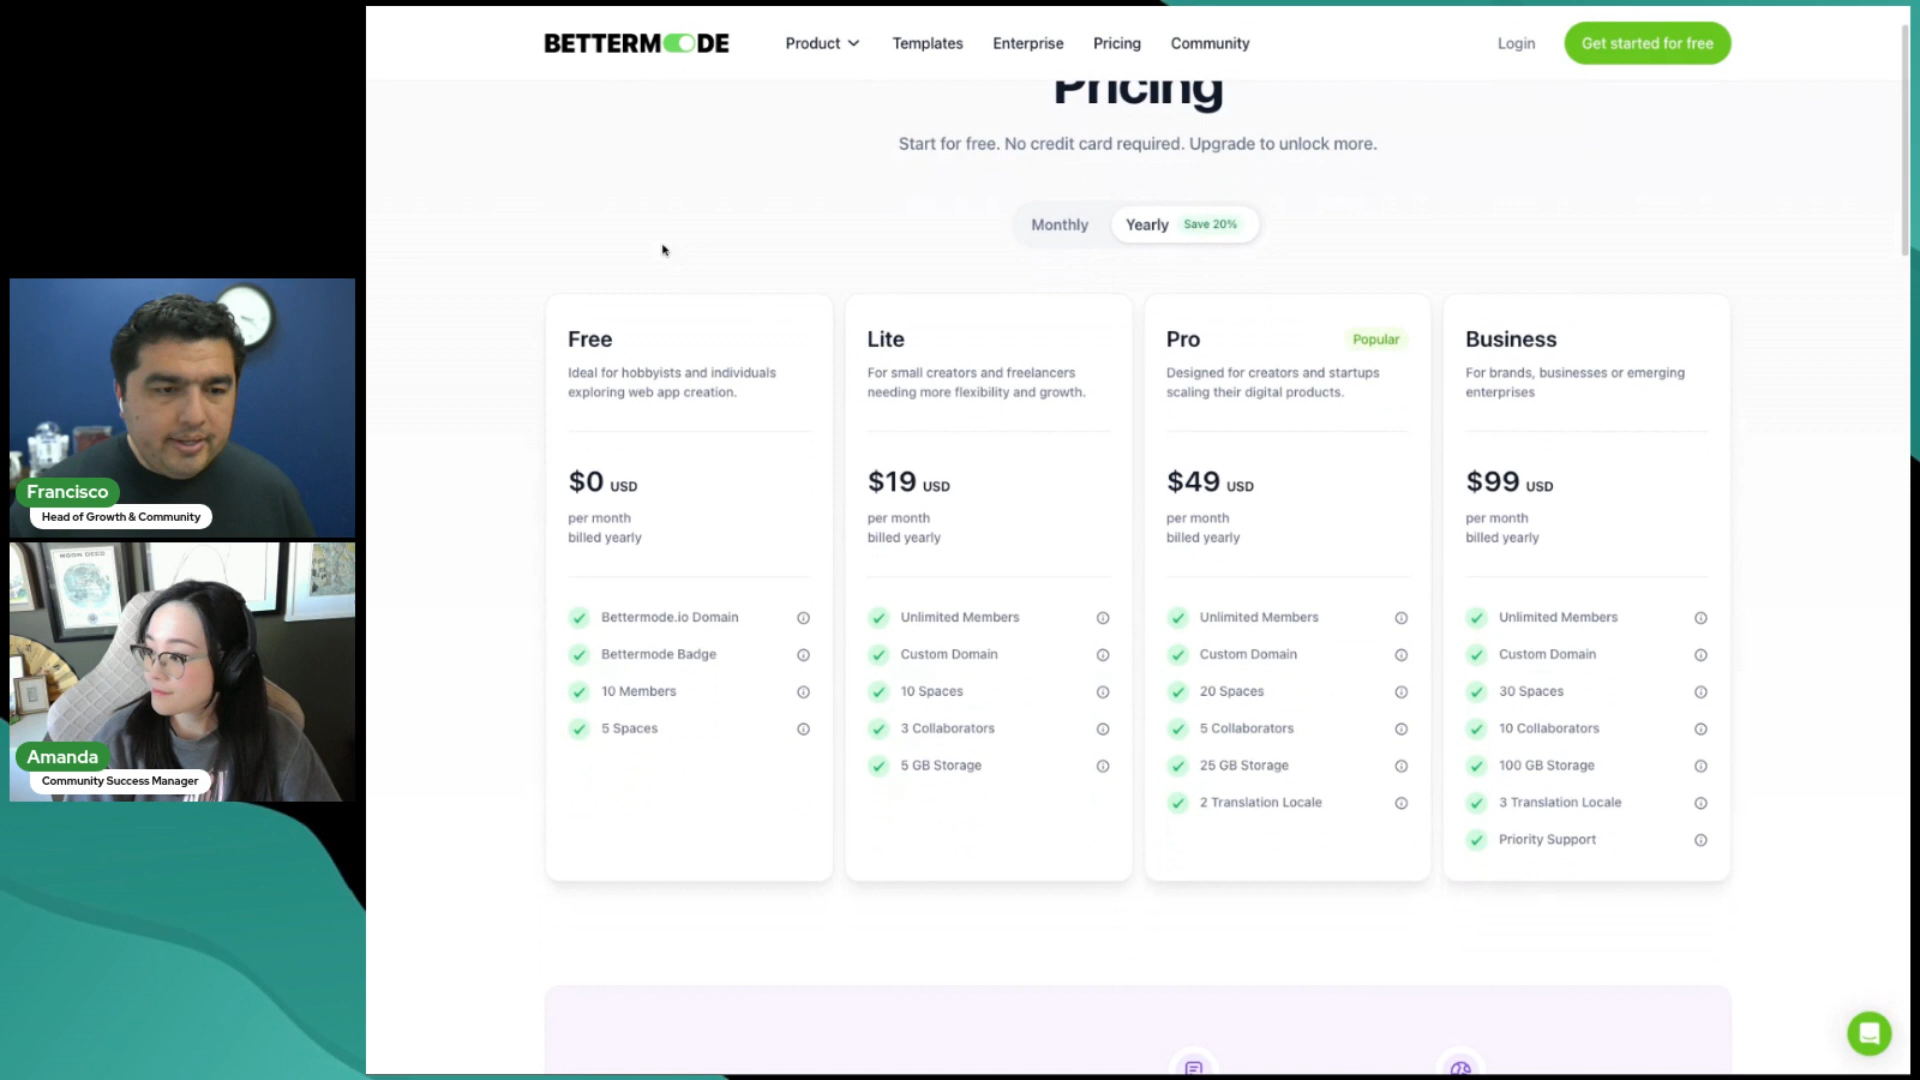 BETTERMODE
Product
Templates
Enterprise
Pricing
Community
Login
Get started for free
Pricing
Start for free. No credit card required. Upgrade to unlock more.
Monthly
Yearly
Save 20%
Free
Ideal for hobbyists and individuals
exploring web app creation.
$0 USD
per month
billed yearly
Bettermode.io Domain
Bettermode Badge
10 Members
5 Spaces
Lite
For small creators and freelancers
needing more flexibility and growth.
$19 USD
per month
billed yearly
Unlimited Members
Custom Domain
10 Spaces
3 Collaborators
5 GB Storage
Pro
Popular
Designed for creators and startups
scaling their digital products.
$49 USD
per month
billed yearly
Unlimited Members
Custom Domain
20 Spaces
5 Collaborators
25 GB Storage
2 Translation Locale
Business
For brands, businesses or emerging
enterprises
$99 USD
per month
billed yearly
Unlimited Members
Custom Domain
30 Spaces
10 Collaborators
100 GB Storage
3 Translation Locale
Priority Support
Francisco
Head of Growth & Community
MOON DEED
Amanda
Community Success Manager